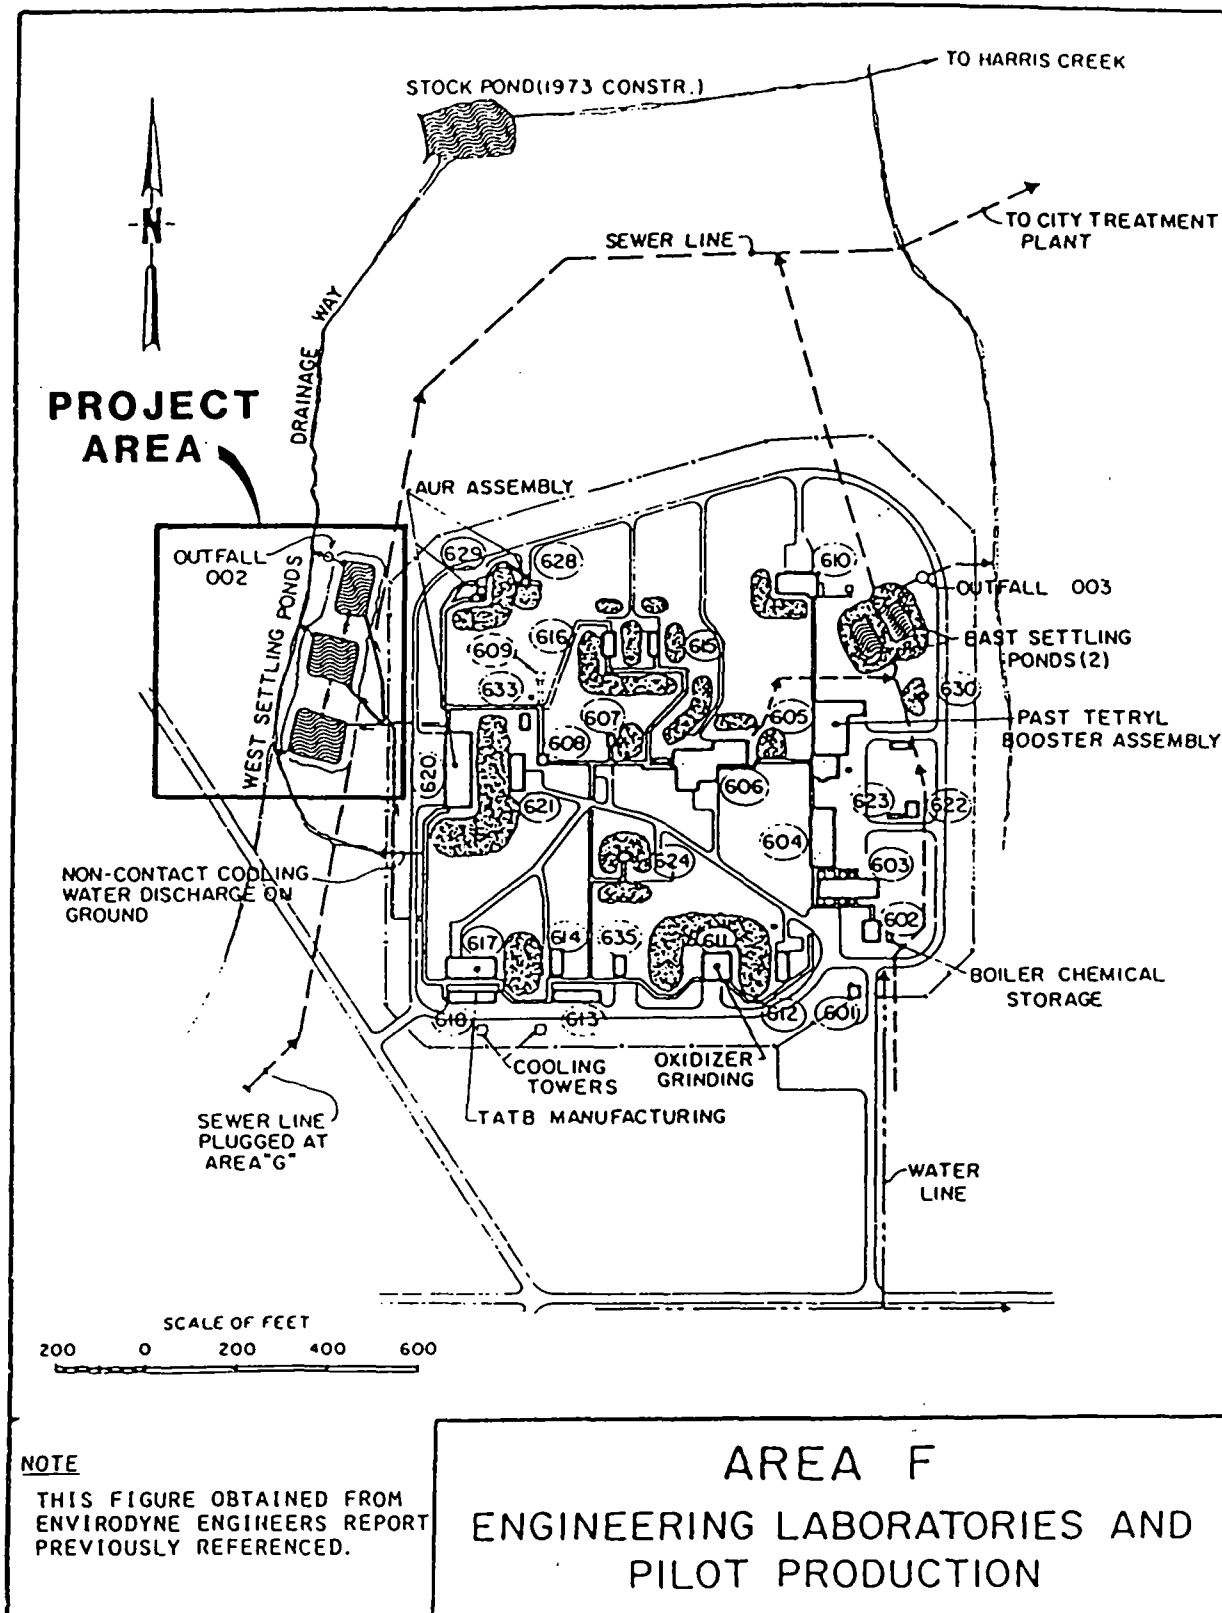 TO HARRIS CREEK
STOCK POND(1973 CONSTR.)
N
TO CITY TREATMENT
PLANT
SEWER LINE
DRAINAGE WAY
PROJECT
AREA
AUR ASSEMBLY
OUTFALL
002
629
628
610
OUTFALL 003
WEST SETTLING PONDS
609
616
615
EAST SETTLING
PONDS(2)
633
607
605
630
PAST TETRYL
BOOSTER ASSEMBLY
608
620
606
621
623
622
604
624
603
NON-CONTACT COOLING
WATER DISCHARGE ON
GROUND
602
617
614
635
611
BOILER CHEMICAL
STORAGE
618
613
612
601
COOLING
TOWERS
OXIDIZER
GRINDING
TATB MANUFACTURING
SEWER LINE
PLUGGED AT
AREA"G"
WATER
LINE
SCALE OF FEET
200 0 200 400 600
NOTE
THIS FIGURE OBTAINED FROM
ENVIRODYNE ENGINEERS REPORT
PREVIOUSLY REFERENCED.
AREA F
ENGINEERING LABORATORIES AND
PILOT PRODUCTION